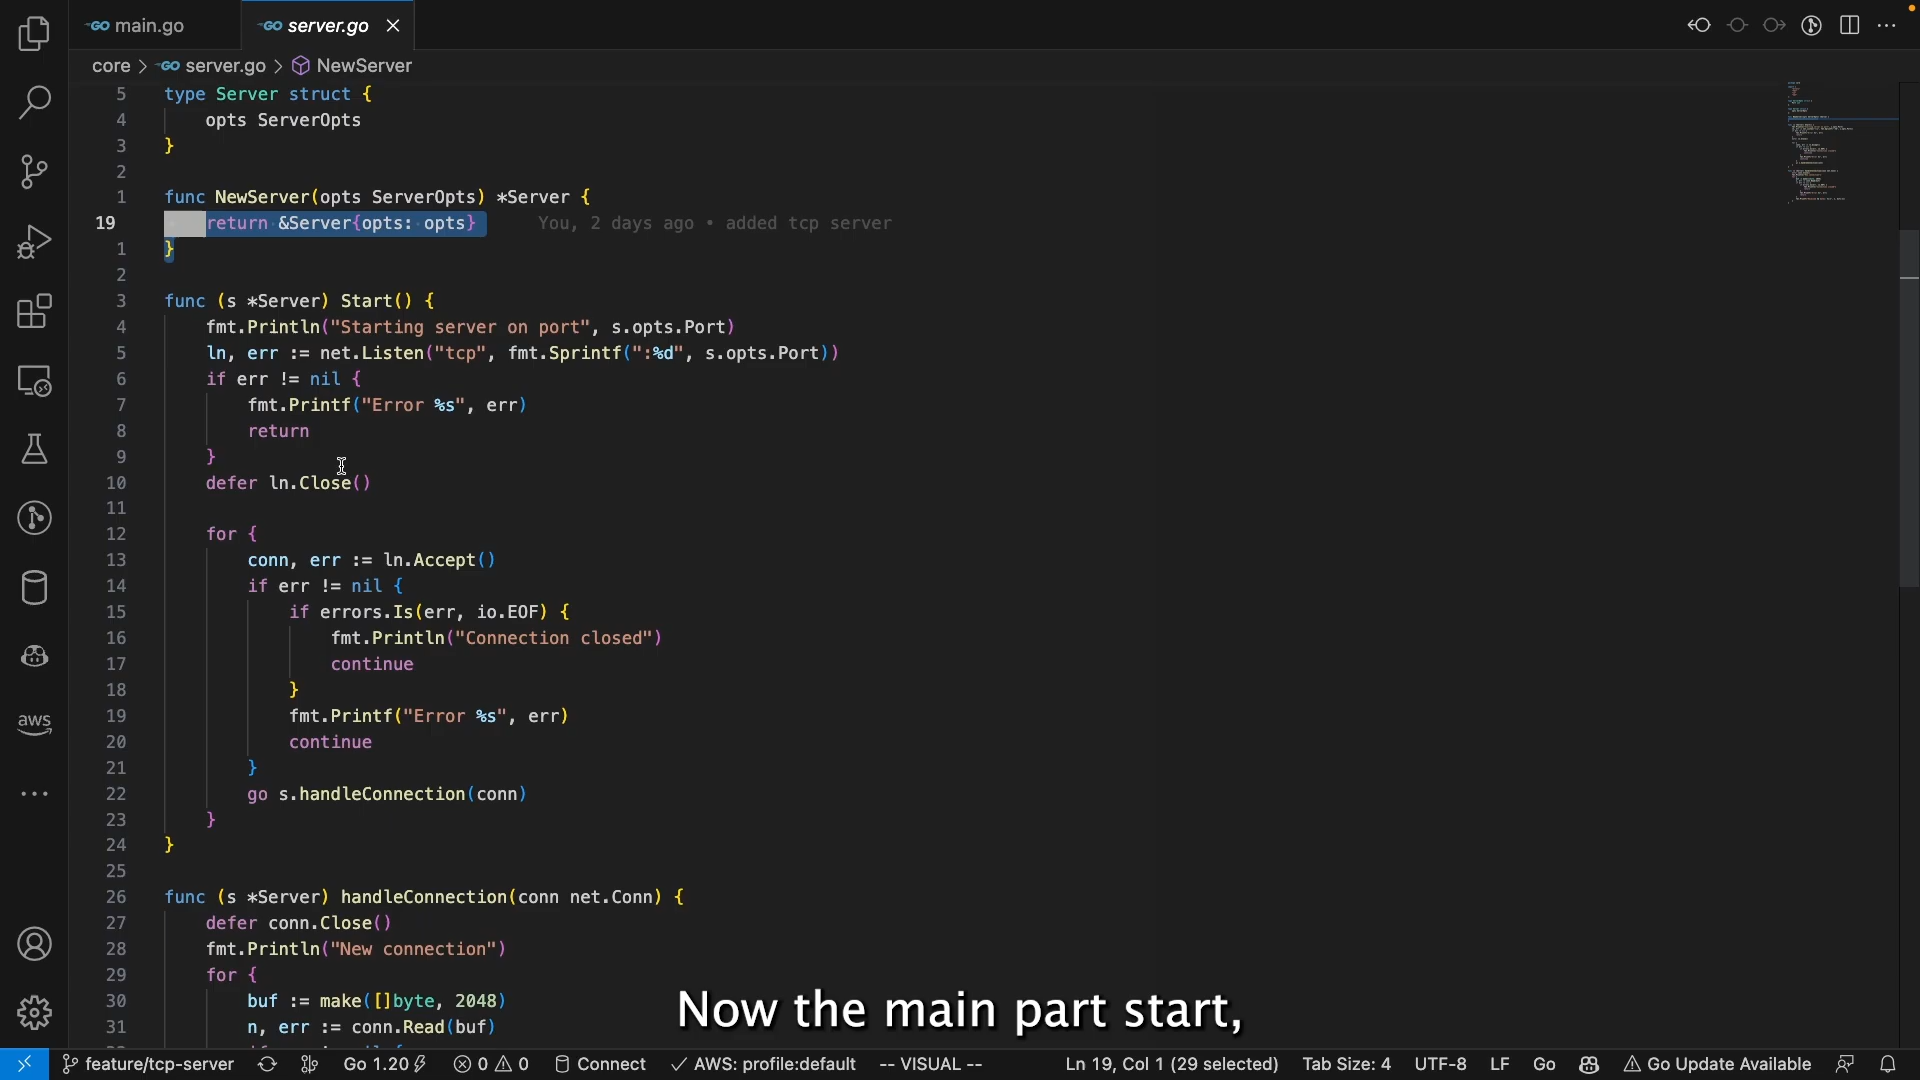 main.go
server.go
core > server.go > NewServer
5 type Server struct {
4 opts ServerOpts
3 }
2
1 func NewServer(opts ServerOpts) *Server {
19 return &Server{opts: opts} You, 2 days ago • added tcp server
1 }
2
3 func (s *Server) Start() {
4 fmt.Println("Starting server on port", s.opts.Port)
5 ln, err := net.Listen("tcp", fmt.Sprintf(":%d", s.opts.Port))
6 if err != nil {
7 fmt.Printf("Error %s", err)
8 return
9 }
10 defer ln.Close()
11
12 for {
13 conn, err := ln.Accept()
14 if err != nil {
15 if errors.Is(err, io.EOF) {
16 fmt.Println("Connection closed")
17 continue
18 }
19 fmt.Printf("Error %s", err)
20 continue
21 }
22 go s.handleConnection(conn)
23 }
24 }
25
26 func (s *Server) handleConnection(conn net.Conn) {
27 defer conn.Close()
28 fmt.Println("New connection")
29 for {
30 buf := make([]byte, 2048)
31 n, err := conn.Read(buf)
Now the main part start,
aws
feature/tcp-server Go 1.20 0 0 Connect AWS: profile:default -- VISUAL -- Ln 19, Col 1 (29 selected) Tab Size: 4 UTF-8 LF Go Go Update Available